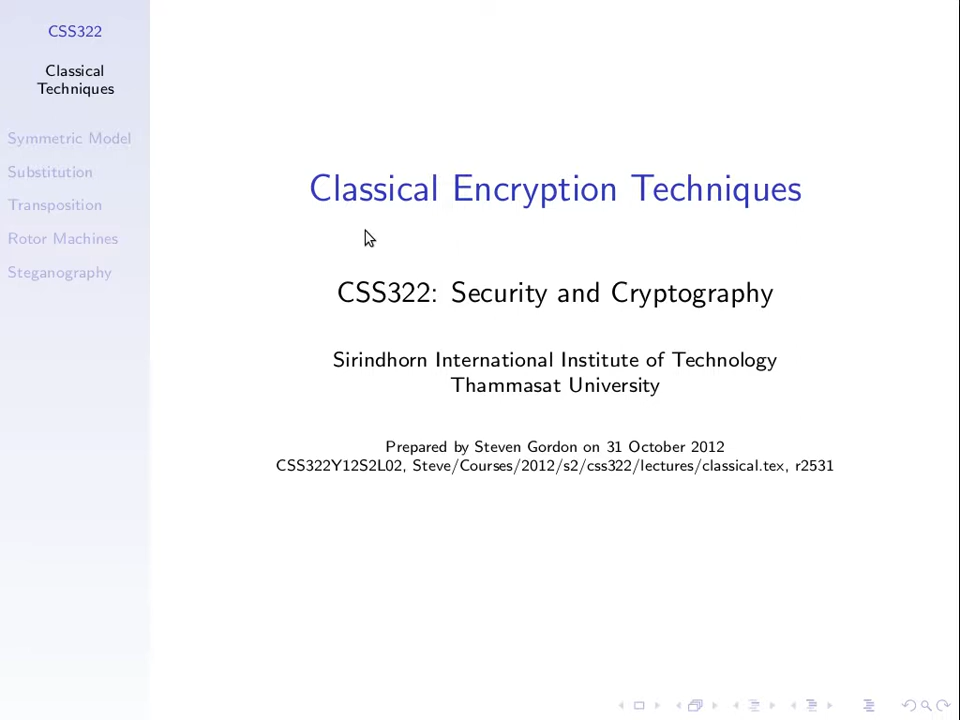 CSS322
Classical
Techniques
Symmetric Model
Substitution
Transposition
Rotor Machines
Steganography
Classical Encryption Techniques
CSS322: Security and Cryptography
Sirindhorn International Institute of Technology
Thammasat University
Prepared by Steven Gordon on 31 October 2012
CSS322Y12S2L02, Steve/Courses/2012/s2/css322/lectures/classical.tex, r2531